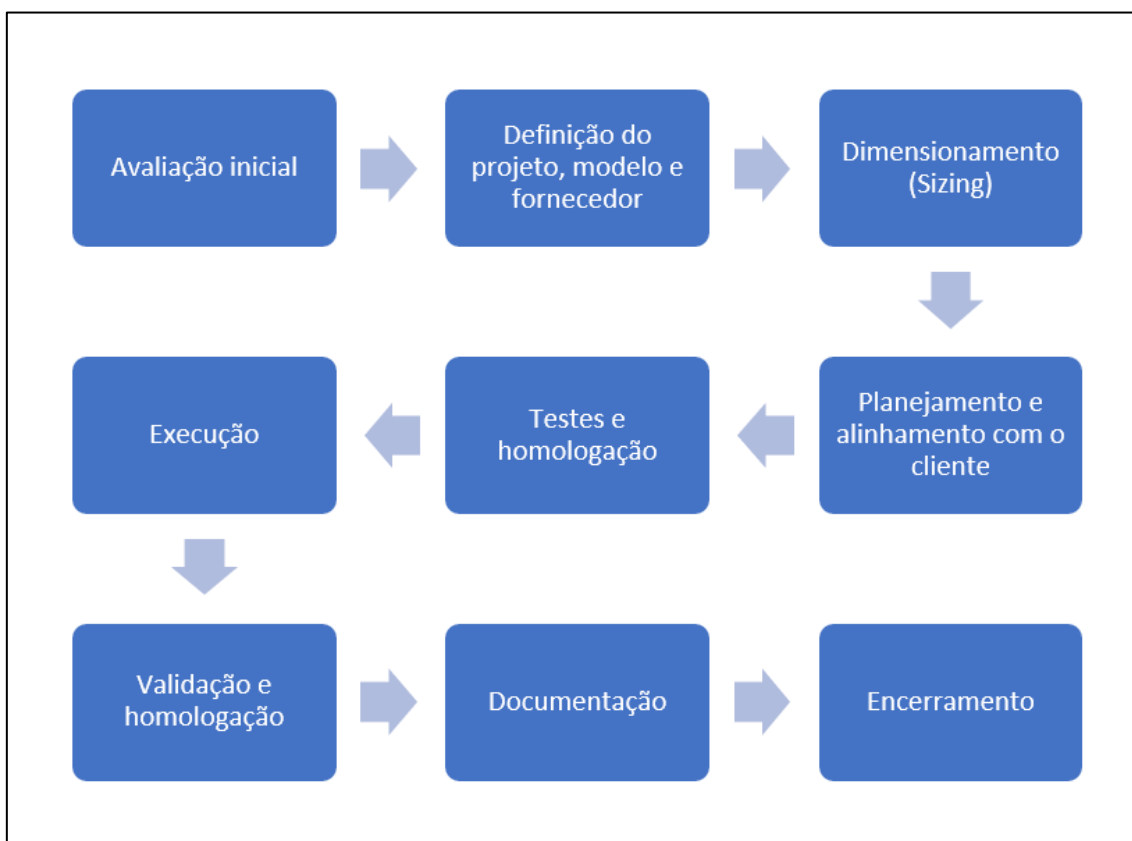 Avaliação inicial
Definição do
projeto, modelo e
fornecedor
Dimensionamento
(Sizing)
Planejamento e
alinhamento com o
cliente
Testes e
homologação
Execução
Validação e
homologação
Documentação
Encerramento